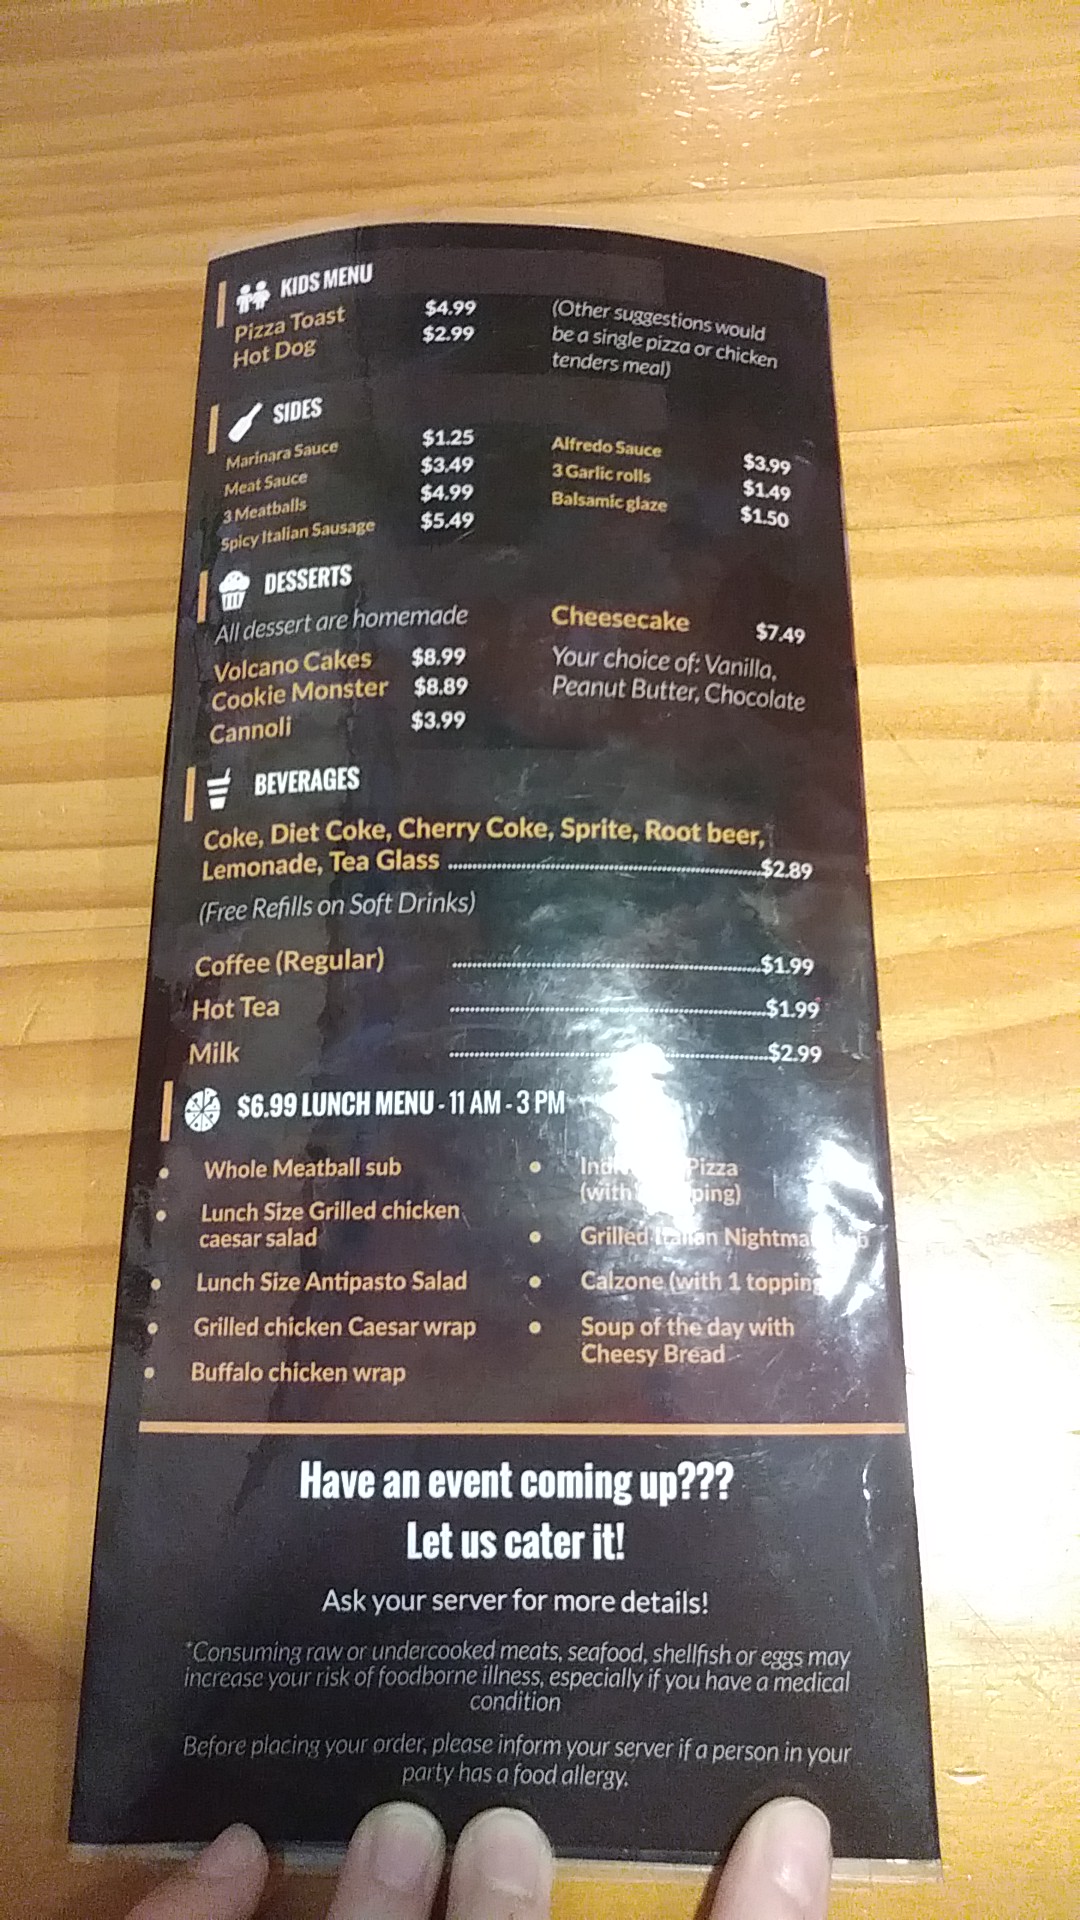 KIDS MENU
Pizza Toast $4.99
Hot Dog $2.99
(Other suggestions would
be a single pizza or chicken
tenders meal)
SIDES
Marinara Sauce $1.25
Meat Sauce $3.49
3 Meatballs $4.99
Spicy Italian Sausage $5.49
Alfredo Sauce $3.99
3 Garlic rolls $1.49
Balsamic glaze $1.50
DESSERTS
All dessert are homemade
Volcano Cakes $8.99
Cookie Monster $8.89
Cannoli $3.99
Cheesecake $7.49
Your choice of: Vanilla,
Peanut Butter, Chocolate
BEVERAGES
Coke, Diet Coke, Cherry Coke, Sprite, Root beer,
Lemonade, Tea Glass $2.89
(Free Refills on Soft Drinks)
Coffee (Regular) $1.99
Hot Tea $1.99
Milk $2.99
$6.99 LUNCH MENU - 11 AM - 3 PM
• Whole Meatball sub
• Lunch Size Grilled chicken
caesar salad
• Lunch Size Antipasto Salad
• Grilled chicken Caesar wrap
• Buffalo chicken wrap
• Pizza
(with
• Grilled Italian
• Calzone (with 1 topping
• Soup of the day with
Cheesy Bread
Have an event coming up???
Let us cater it!
Ask your server for more details!
*Consuming raw or undercooked meats, seafood, shellfish or eggs may
increase your risk of foodborne illness, especially if you have a medical
condition
Before placing your order, please inform your server if a person in your
party has a food allergy.